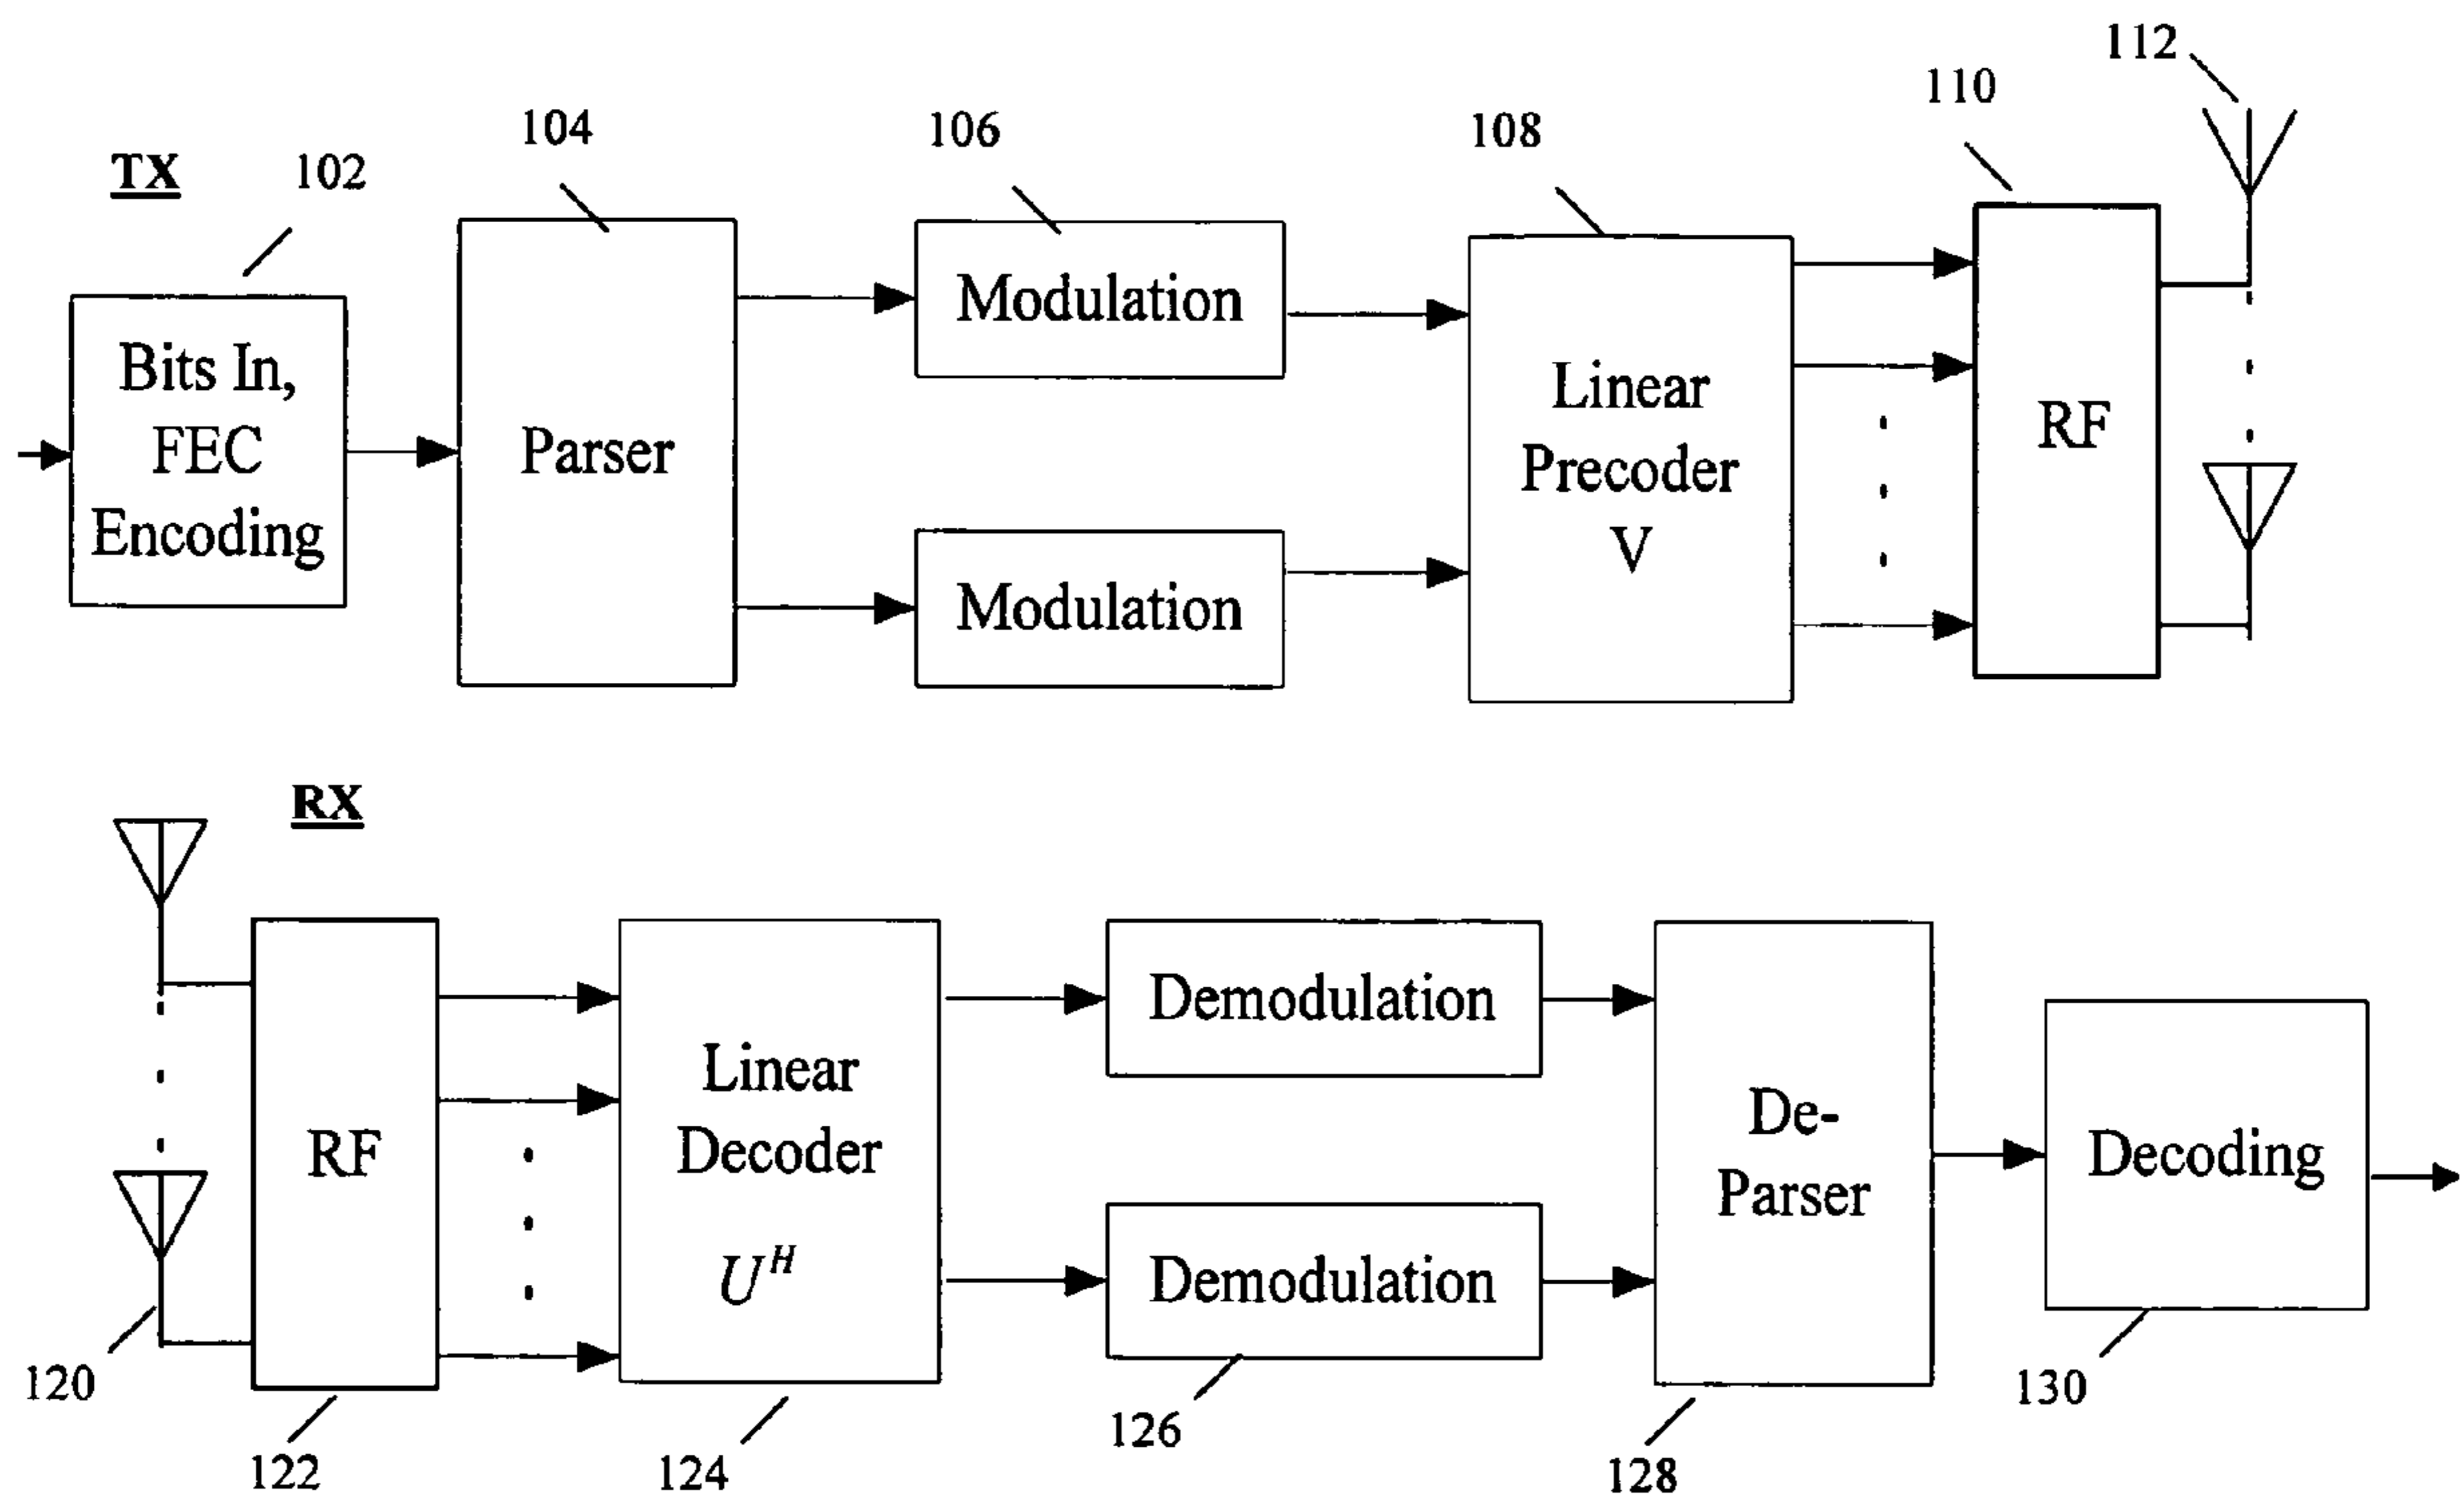 112
110
104
106
108
TX
102
Bits In,
FEC
Encoding
Parser
Modulation
Modulation
Linear
Precoder
V
RF
RX
RF
Linear
Decoder
U^H
Demodulation
Demodulation
De-
Parser
Decoding
120
122
124
126
128
130